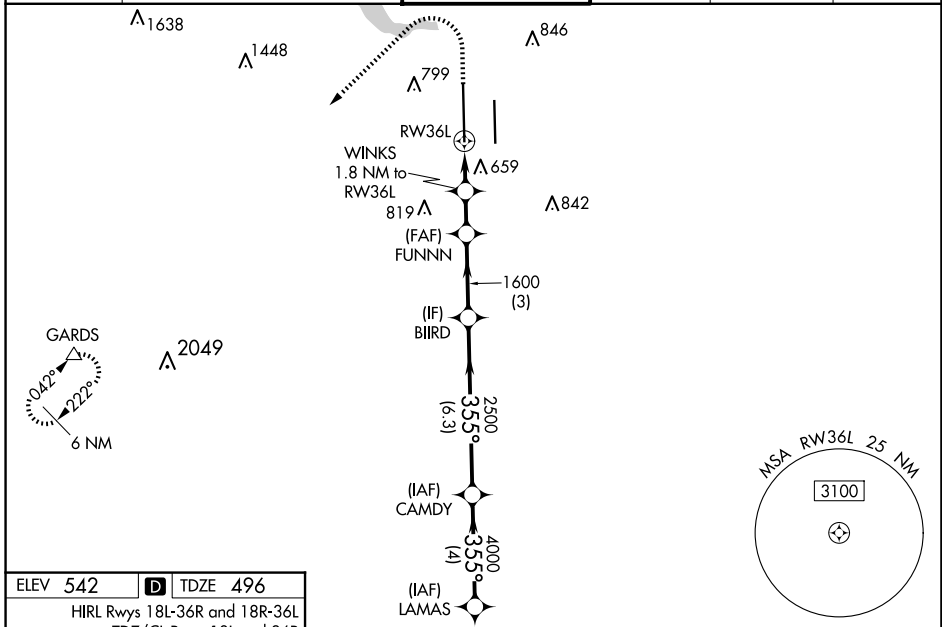 1638
1448
846
799
RW36L
WINKS
1.8 NM to
RW36L
659
819
842
(FAF)
FUNNN
1600
(3)
(IF)
BIIRD
GARDS
2049
042°
222°
6 NM
2500
355°
(6.3)
MSA RW36L 25 NM
3100
(IAF)
CAMDY
4000
355°
(4)
(IAF)
LAMAS
ELEV 542 D TDZE 496
HIRL Rwys 18L-36R and 18R-36L